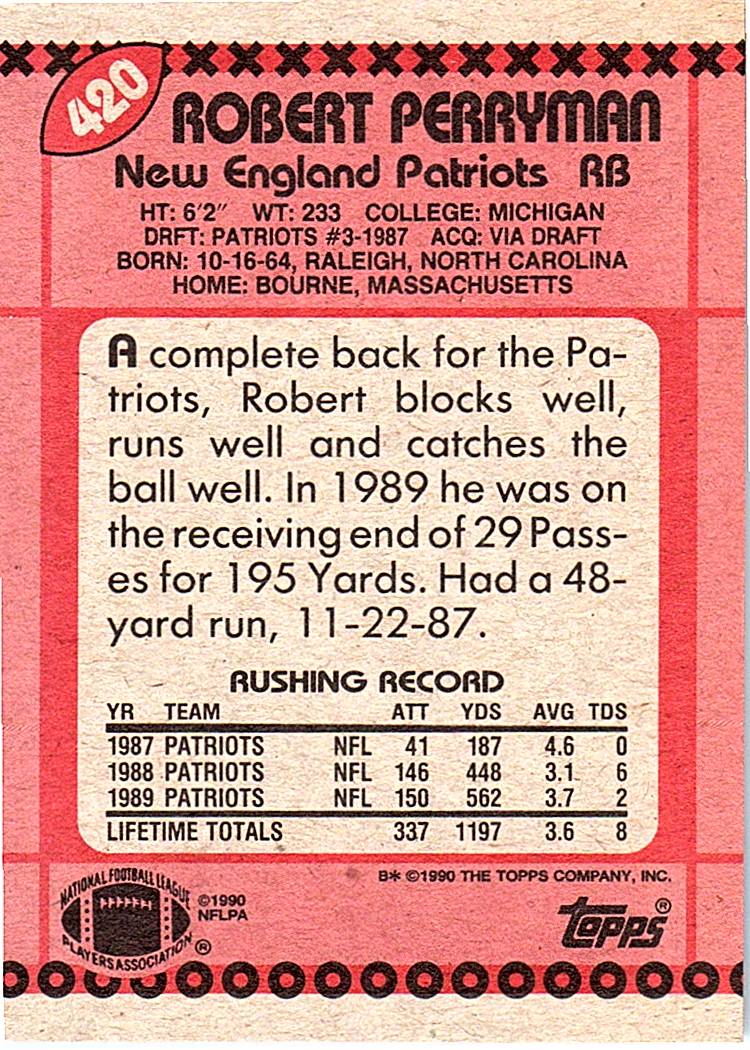 420
ROBERT PERRYMAN
New England Patriots RB
HT: 6'2" WT: 233 COLLEGE: MICHIGAN
DRFT: PATRIOTS #3-1987 ACQ: VIA DRAFT
BORN: 10-16-64, RALEIGH, NORTH CAROLINA
HOME: BOURNE, MASSACHUSETTS
A complete back for the Pa-
triots, Robert blocks well,
runs well and catches the
ball well. In 1989 he was on
the receiving end of 29 Pass-
es for 195 Yards. Had a 48-
yard run, 11-22-87.
RUSHING RECORD
YR TEAM ATT YDS AVG TDS
1987 PATRIOTS NFL 41 187 4.6 0
1988 PATRIOTS NFL 146 448 3.1 6
1989 PATRIOTS NFL 150 562 3.7 2
LIFETIME TOTALS 337 1197 3.6 8
B* ©1990 THE TOPPS COMPANY, INC.
NATIONAL FOOTBALL LEAGUE
PLAYERS ASSOCIATION ®
©1990
NFLPA
topps ®